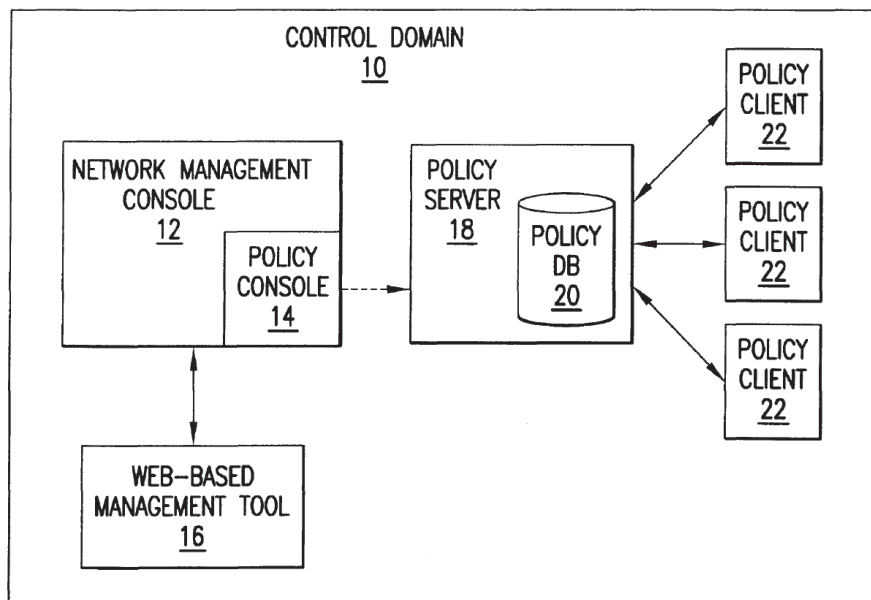 CONTROL DOMAIN
10
NETWORK MANAGEMENT
CONSOLE
12
POLICY
CONSOLE
14
WEB-BASED
MANAGEMENT TOOL
16
POLICY
SERVER
18
POLICY
DB
20
POLICY
CLIENT
22
POLICY
CLIENT
22
POLICY
CLIENT
22